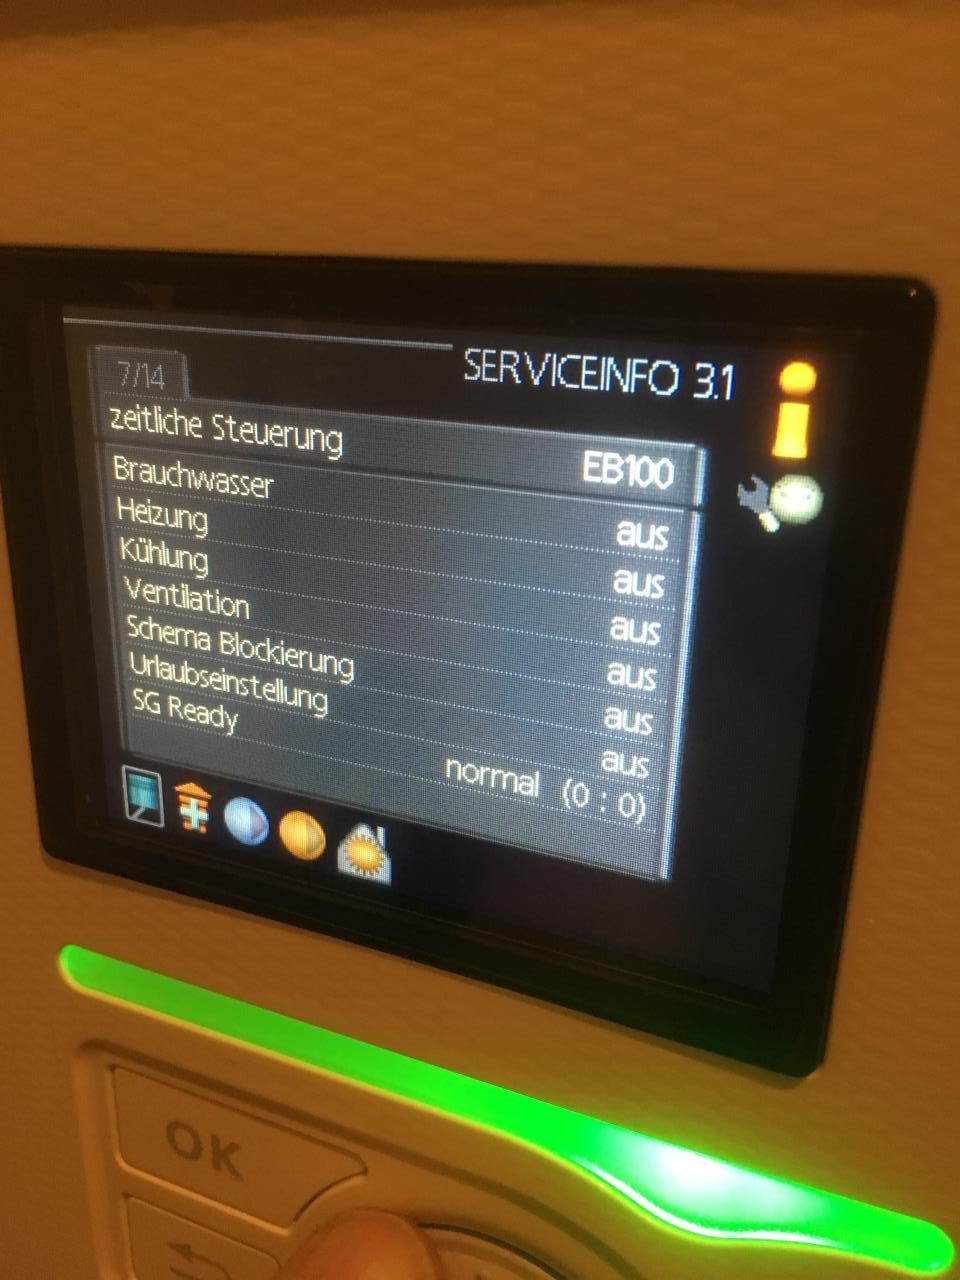 SERVICEINFO 3.1
7/14
zeitliche Steuerung EB100
Brauchwasser aus
Heizung aus
Kühlung aus
Ventilation aus
Schema Blockierung aus
Urlaubseinstellung aus
SG Ready normal (0 : 0)
OK